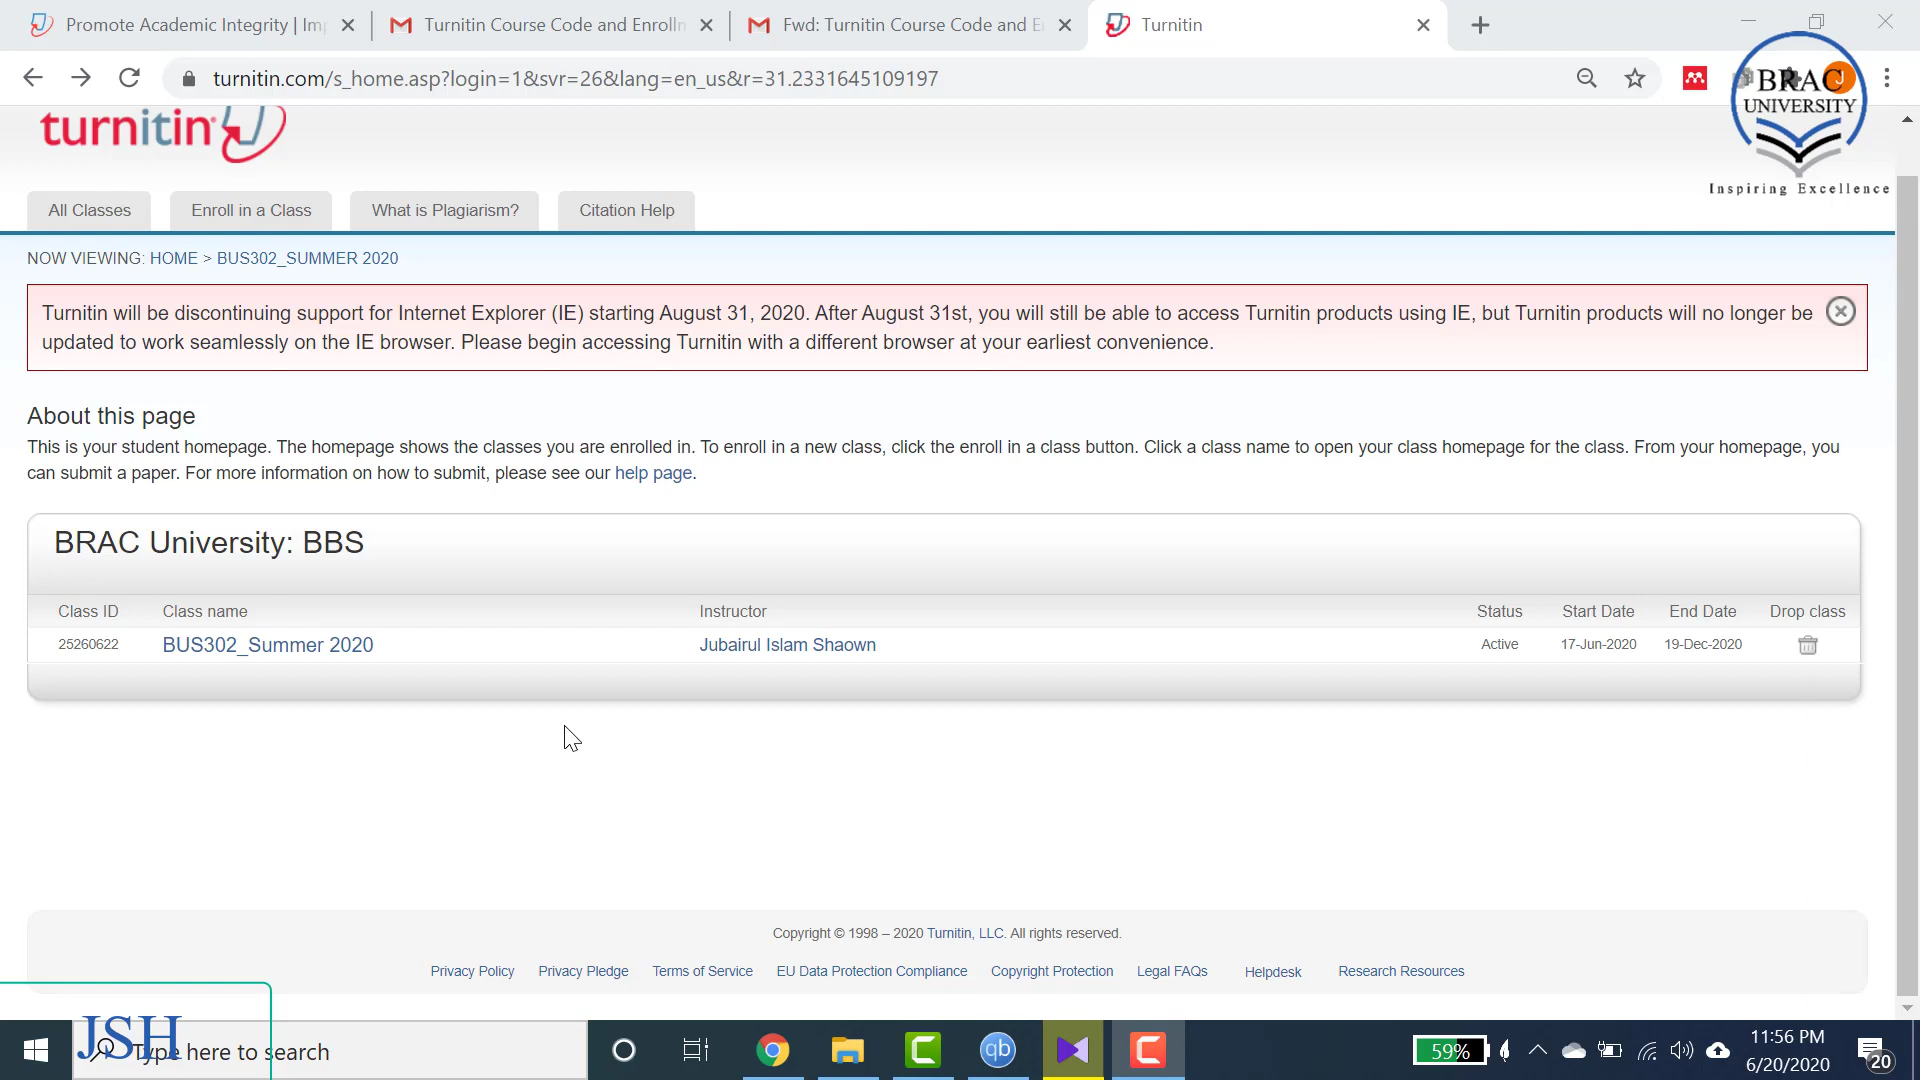 Promote Academic Integrity | Im
Turnitin Course Code and Enrolln
Fwd: Turnitin Course Code and E
Turnitin
turnitin.com/s_home.asp?login=1&svr=26&lang=en_us&r=31.2331645109197
BRAC
UNIVERSITY
Inspiring Excellence
turnitin
All Classes
Enroll in a Class
What is Plagiarism?
Citation Help
NOW VIEWING: HOME > BUS302_SUMMER 2020
Turnitin will be discontinuing support for Internet Explorer (IE) starting August 31, 2020. After August 31st, you will still be able to access Turnitin products using IE, but Turnitin products will no longer be
updated to work seamlessly on the IE browser. Please begin accessing Turnitin with a different browser at your earliest convenience.
About this page
This is your student homepage. The homepage shows the classes you are enrolled in. To enroll in a new class, click the enroll in a class button. Click a class name to open your class homepage for the class. From your homepage, you
can submit a paper. For more information on how to submit, please see our help page.
BRAC University: BBS
Class ID Class name Instructor Status Start Date End Date Drop class
25260622 BUS302_Summer 2020 Jubairul Islam Shaown Active 17-Jun-2020 19-Dec-2020
Copyright © 1998 – 2020 Turnitin, LLC. All rights reserved.
Privacy Policy Privacy Pledge Terms of Service EU Data Protection Compliance Copyright Protection Legal FAQs Helpdesk Research Resources
JSH
Type here to search
qb
59%
11:56 PM
6/20/2020
20